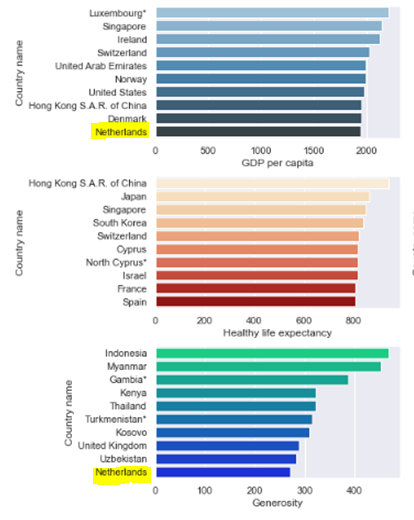 Country name
Luxembourg*
Singapore
Ireland
Switzerland
United Arab Emirates
Norway
United States
Hong Kong S.A.R. of China
Denmark
Netherlands
0 500 1000 1500 2000
GDP per capita
Country name
Hong Kong S.A.R. of China
Japan
Singapore
South Korea
Switzerland
Cyprus
North Cyprus*
Israel
France
Spain
0 200 400 600 800
Healthy life expectancy
Country name
Indonesia
Myanmar
Gambia*
Kenya
Thailand
Turkmenistan*
Kosovo
United Kingdom
Uzbekistan
Netherlands
0 100 200 300 400
Generosity